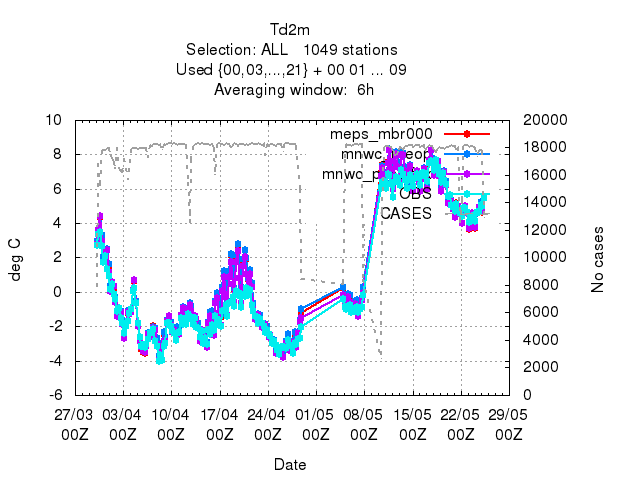 Td2m
Selection: ALL 1049 stations
Used {00,03,...,21} + 00 01 ... 09
Averaging window: 6h
10
8
6
4
2
0
-2
-4
-6
deg C
20000
18000
16000
14000
12000
10000
8000
6000
4000
2000
0
No cases
meps_mbr000
OBS
CASES
27/03 03/04 10/04 17/04 24/04 01/05 08/05 15/05 22/05 29/05
00Z 00Z 00Z 00Z 00Z 00Z 00Z 00Z 00Z 00Z
Date